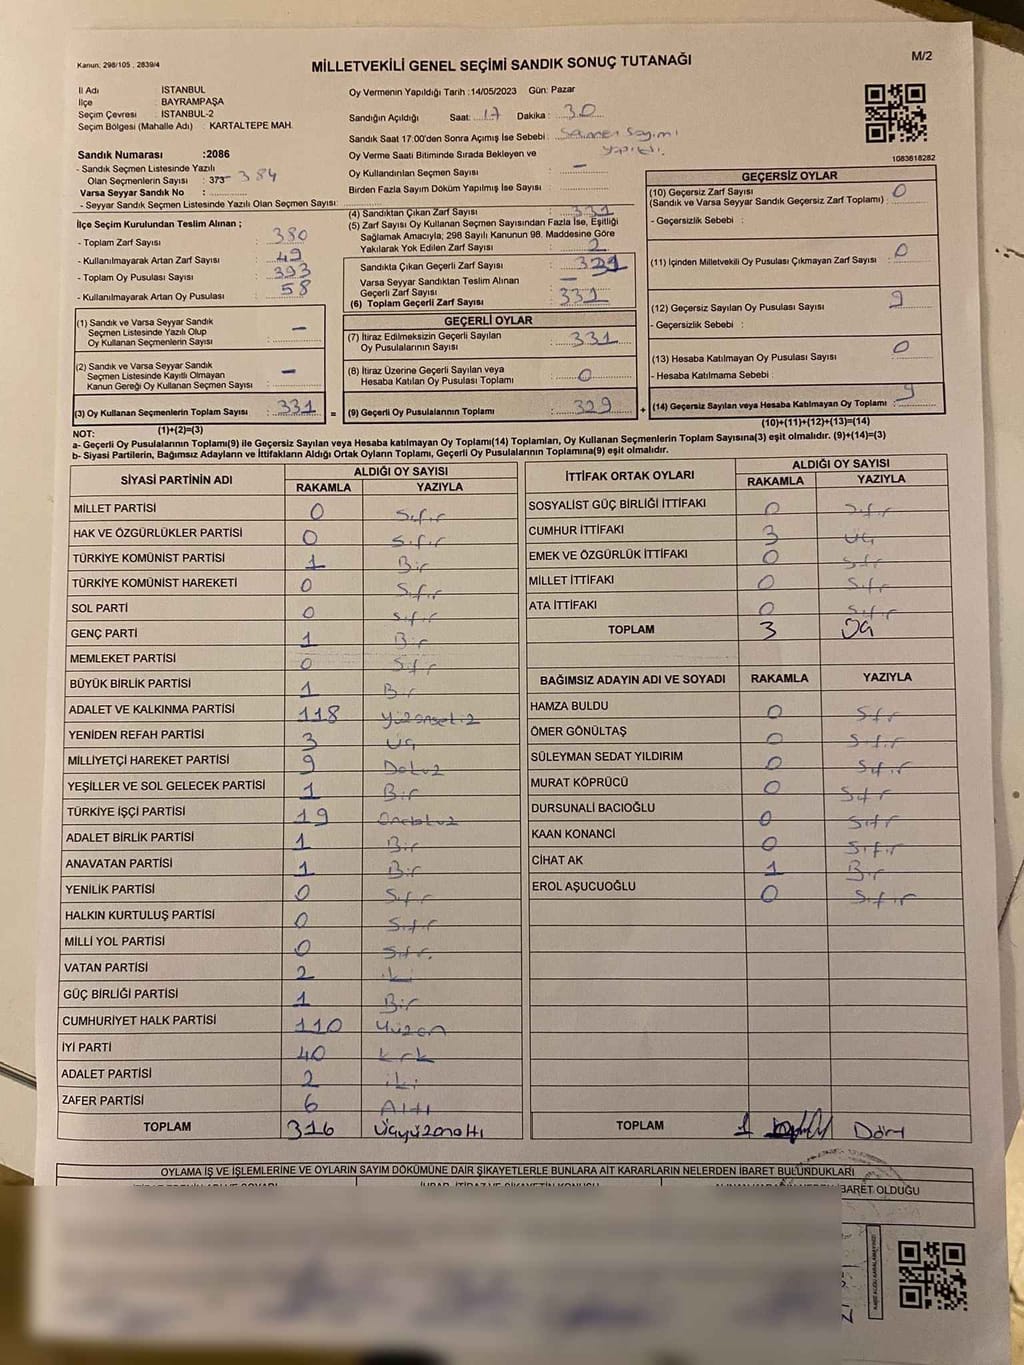 Kanun: 298/105 , 2839/4
MİLLETVEKİLİ GENEL SEÇİMİ SANDIK SONUÇ TUTANAĞI
M/2
İl Adı : İSTANBUL
İlçe : BAYRAMPAŞA
Seçim Çevresi : İSTANBUL-2
Seçim Bölgesi (Mahalle Adı) : KARTALTEPE MAH.
Oy Vermenin Yapıldığı Tarih :14/05/2023 Gün: Pazar
Sandığın Açıldığı Saat: 17 Dakika : 30
Sandık Saat 17:00'den Sonra Açımış İse Sebebi : Seçmen Sayımı yapıldı.
Oy Verme Saati Bitiminde Sırada Bekleyen ve
Oy Kullandırılan Seçmen Sayısı : —
Birden Fazla Sayım Döküm Yapılmış İse Sayısı :
1083618282
Sandık Numarası :2086
- Sandık Seçmen Listesinde Yazılı
Olan Seçmenlerin Sayısı : 373 - 384
Varsa Seyyar Sandık No :
- Seyyar Sandık Seçmen Listesinde Yazılı Olan Seçmen Sayısı:
İlçe Seçim Kurulundan Teslim Alınan ;
- Toplam Zarf Sayısı : 380
- Kullanılmayarak Artan Zarf Sayısı : 49
- Toplam Oy Pusulası Sayısı : 393
- Kullanılmayarak Artan Oy Pusulası : 58
(1) Sandık ve Varsa Seyyar Sandık
Seçmen Listesinde Yazılı Olup
Oy Kullanan Seçmenlerin Sayısı : —
(2) Sandık ve Varsa Seyyar Sandık
Seçmen Listesinde Kayıtlı Olmayan
Kanun Gereği Oy Kullanan Seçmen Sayısı : —
(3) Oy Kullanan Seçmenlerin Toplam Sayısı : 331 =
(1)+(2)=(3)
(4) Sandıktan Çıkan Zarf Sayısı : 331
(5) Zarf Sayısı Oy Kullanan Seçmen Sayısından Fazla İse, Eşitliği
Sağlamak Amacıyla; 298 Sayılı Kanunun 98. Maddesine Göre
Yakılarak Yok Edilen Zarf Sayısı : 2
Sandıkta Çıkan Geçerli Zarf Sayısı :
Varsa Seyyar Sandıktan Teslim Alınan
Geçerli Zarf Sayısı : —
(6) Toplam Geçerli Zarf Sayısı : 331
GEÇERLİ OYLAR
(7) İtiraz Edilmeksizin Geçerli Sayılan
Oy Pusulalarının Sayısı : 331
(8) İtiraz Üzerine Geçerli Sayılan veya
Hesaba Katılan Oy Pusulası Toplamı : 0
(9) Geçerli Oy Pusulalarının Toplamı : 329 +
GEÇERSİZ OYLAR
(10) Geçersiz Zarf Sayısı
(Sandık ve Varsa Seyyar Sandık Geçersiz Zarf Toplamı) : 0
- Geçersizlik Sebebi :
(11) İçinden Milletvekili Oy Pusulası Çıkmayan Zarf Sayısı : 0
(12) Geçersiz Sayılan Oy Pusulası Sayısı : 9
- Geçersizlik Sebebi :
(13) Hesaba Katılmayan Oy Pusulası Sayısı : 0
- Hesaba Katılmama Sebebi :
(14) Geçersiz Sayılan veya Hesaba Katılmayan Oy Toplamı : 9
(10)+(11)+(12)+(13)=(14)
NOT:
a- Geçerli Oy Pusulalarının Toplamı(9) ile Geçersiz Sayılan veya Hesaba katılmayan Oy Toplamı(14) Toplamları, Oy Kullanan Seçmenlerin Toplam Sayısına(3) eşit olmalıdır. (9)+(14)=(3)
b- Siyasi Partilerin, Bağımsız Adayların ve İttifakların Aldığı Ortak Oyların Toplamı, Geçerli Oy Pusulalarının Toplamına(9) eşit olmalıdır.
SİYASİ PARTİNİN ADI ALDIĞI OY SAYISI
RAKAMLA YAZIYLA
MİLLET PARTİSİ 0 Sıfır
HAK VE ÖZGÜRLÜKLER PARTİSİ 0 Sıfır
TÜRKİYE KOMÜNİST PARTİSİ 1 Bir
TÜRKİYE KOMÜNİST HAREKETİ 0 Sıfır
SOL PARTİ 0 Sıfır
GENÇ PARTİ 1 Bir
MEMLEKET PARTİSİ 0 Sıfır
BÜYÜK BİRLİK PARTİSİ 1 Bir
ADALET VE KALKINMA PARTİSİ 118 Yüzonsekiz
YENİDEN REFAH PARTİSİ 3 Üç
MİLLİYETÇİ HAREKET PARTİSİ 9 Dokuz
YEŞİLLER VE SOL GELECEK PARTİSİ 1 Bir
TÜRKİYE İŞÇİ PARTİSİ 19 Ondokuz
ADALET BİRLİK PARTİSİ 1 Bir
ANAVATAN PARTİSİ 1 Bir
YENİLİK PARTİSİ 0 Sıfır
HALKIN KURTULUŞ PARTİSİ 0 Sıfır
MİLLİ YOL PARTİSİ 0 Sıfır.
VATAN PARTİSİ 2 iki
GÜÇ BİRLİĞİ PARTİSİ 1 Bir
CUMHURİYET HALK PARTİSİ 110 Yüzon
İYİ PARTİ 40 kırk
ADALET PARTİSİ 2 iki
ZAFER PARTİSİ 6 Altı
TOPLAM 316 Üçyüzonaltı
İTTİFAK ORTAK OYLARI ALDIĞI OY SAYISI
RAKAMLA YAZIYLA
SOSYALİST GÜÇ BİRLİĞİ İTTİFAKI 0 Sıfır
CUMHUR İTTİFAKI 3 Üç
EMEK VE ÖZGÜRLÜK İTTİFAKI 0 Sıfır
MİLLET İTTİFAKI 0 Sıfır
ATA İTTİFAKI 0 Sıfır
TOPLAM 3 Üç
BAĞIMSIZ ADAYIN ADI VE SOYADI RAKAMLA YAZIYLA
HAMZA BULDU 0 Sıfır
ÖMER GÖNÜLTAŞ 0 Sıfır
SÜLEYMAN SEDAT YILDIRIM 0 Sıfır
MURAT KÖPRÜCÜ 0 Sıfır
DURSUNALİ BACIOĞLU 0 Sıfır
KAAN KONANCİ 0 Sıfır
CİHAT AK 1 Bir
EROL AŞUCUOĞLU 0 Sıfır
TOPLAM 1 Dört
OYLAMA İŞ VE İŞLEMLERİNE VE OYLARIN SAYIM DÖKÜMÜNE DAİR ŞİKAYETLERLE BUNLARA AİT KARARLARIN NELERDEN İBARET BULUNDUKLARI
İBARET OLDUĞU